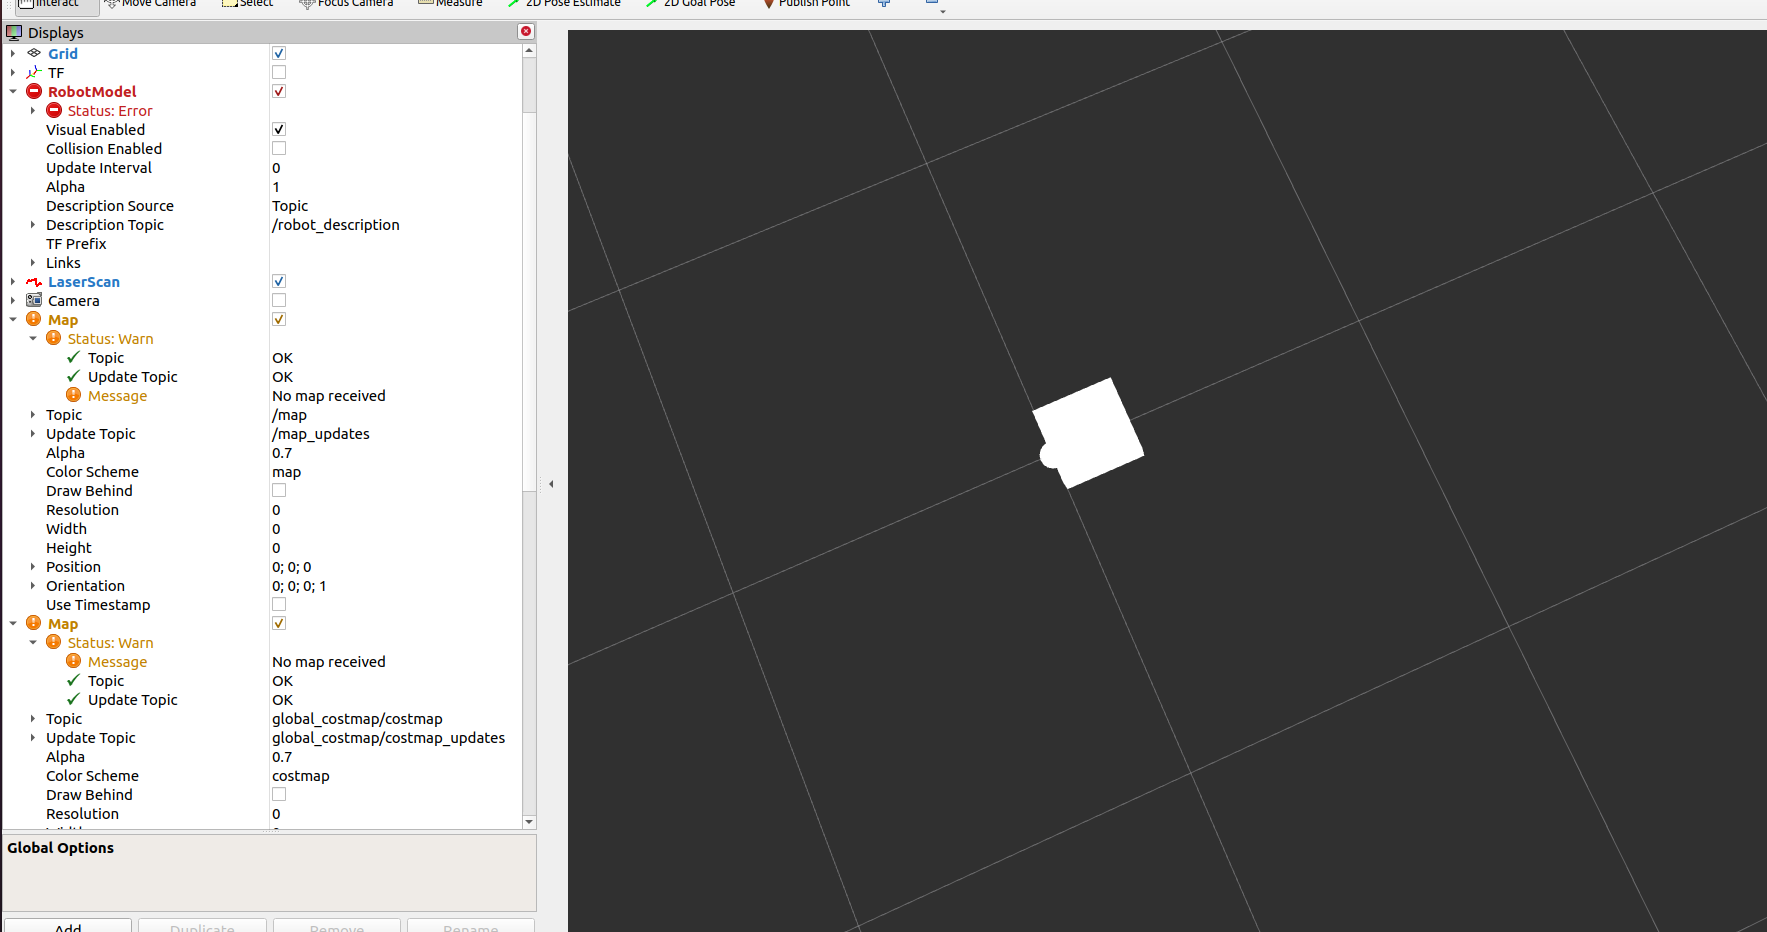 Interact Move Camera Select Focus Camera Measure 2D Pose Estimate 2D Goal Pose Publish Point
Displays
Grid
TF
RobotModel
Status: Error
Visual Enabled
Collision Enabled
Update Interval 0
Alpha 1
Description Source Topic
Description Topic /robot_description
TF Prefix
Links
LaserScan
Camera
Map
Status: Warn
Topic OK
Update Topic OK
Message No map received
Topic /map
Update Topic /map_updates
Alpha 0.7
Color Scheme map
Draw Behind
Resolution 0
Width 0
Height 0
Position 0; 0; 0
Orientation 0; 0; 0; 1
Use Timestamp
Map
Status: Warn
Message No map received
Topic OK
Update Topic OK
Topic global_costmap/costmap
Update Topic global_costmap/costmap_updates
Alpha 0.7
Color Scheme costmap
Draw Behind
Resolution 0
Global Options
Add Duplicate Remove Rename